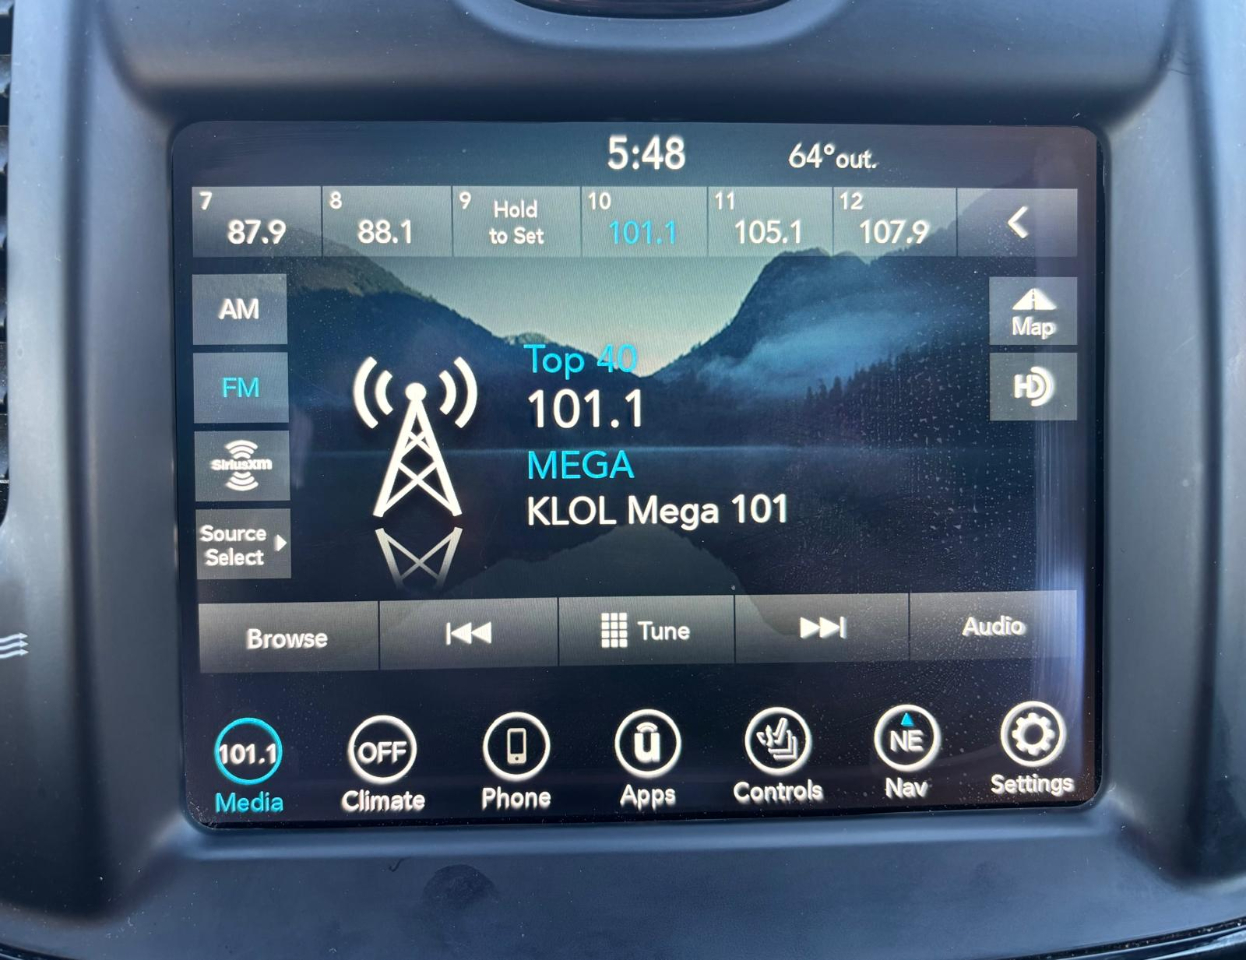 5:48 64°out.
7 8 9 Hold 10 11 12
87.9 88.1 to Set 101.1 105.1 107.9
AM
Map
FM
HD
Top 40
101.1
MEGA
SiriusXm
KLOL Mega 101
Source
Select
Browse Tune Audio
101.1 OFF u NE
Media Climate Phone Apps Controls Nav Settings